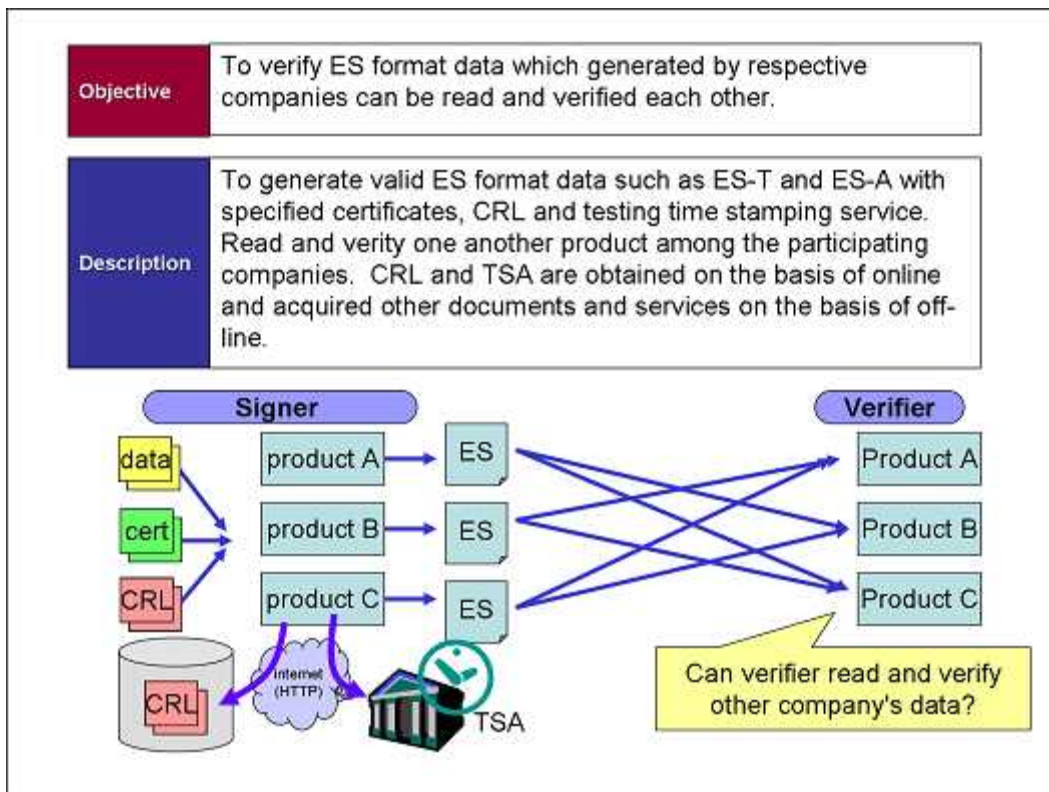 Objective
To verify ES format data which generated by respective
companies can be read and verified each other.
Description
To generate valid ES format data such as ES-T and ES-A with
specified certificates, CRL and testing time stamping service.
Read and verity one another product among the participating
companies.  CRL and TSA are obtained on the basis of online
and acquired other documents and services on the basis of off-
line.
Signer
Verifier
data
product A
ES
Product A
cert
product B
ES
Product B
CRL
product C
ES
Product C
CRL
Internet
(HTTP)
TSA
Can verifier read and verify
other company's data?